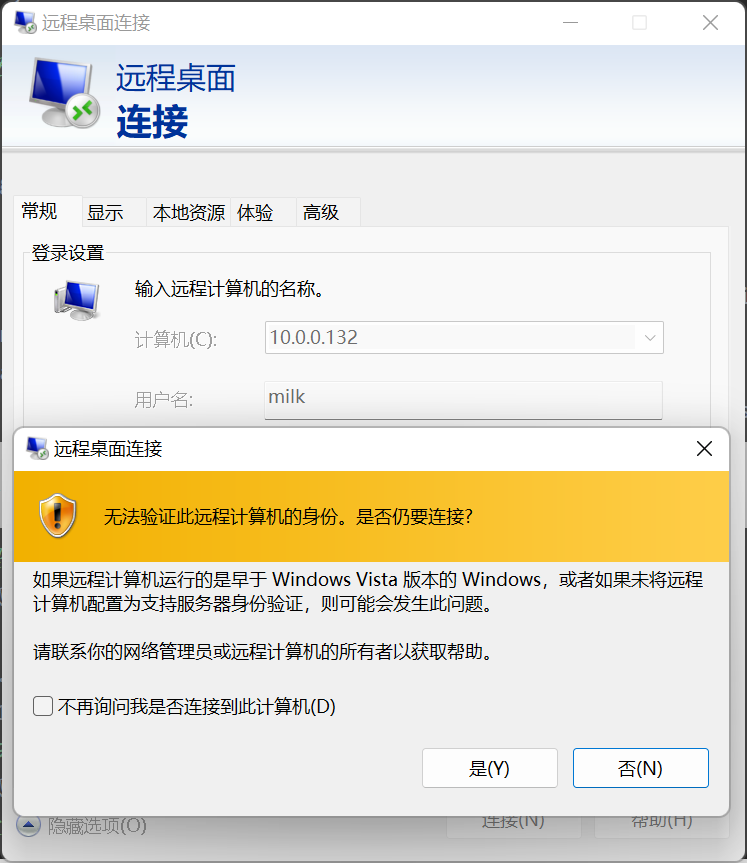 远程桌面连接
远程桌面
连接
常规 显示 本地资源 体验 高级
登录设置
输入远程计算机的名称。
计算机(C): 10.0.0.132
用户名: milk
远程桌面连接
无法验证此远程计算机的身份。是否仍要连接?
如果远程计算机运行的是早于 Windows Vista 版本的 Windows，或者如果未将远程
计算机配置为支持服务器身份验证，则可能会发生此问题。
请联系你的网络管理员或远程计算机的所有者以获取帮助。
不再询问我是否连接到此计算机(D)
是(Y) 否(N)
隐藏选项(O) 连接(N) 帮助(H)